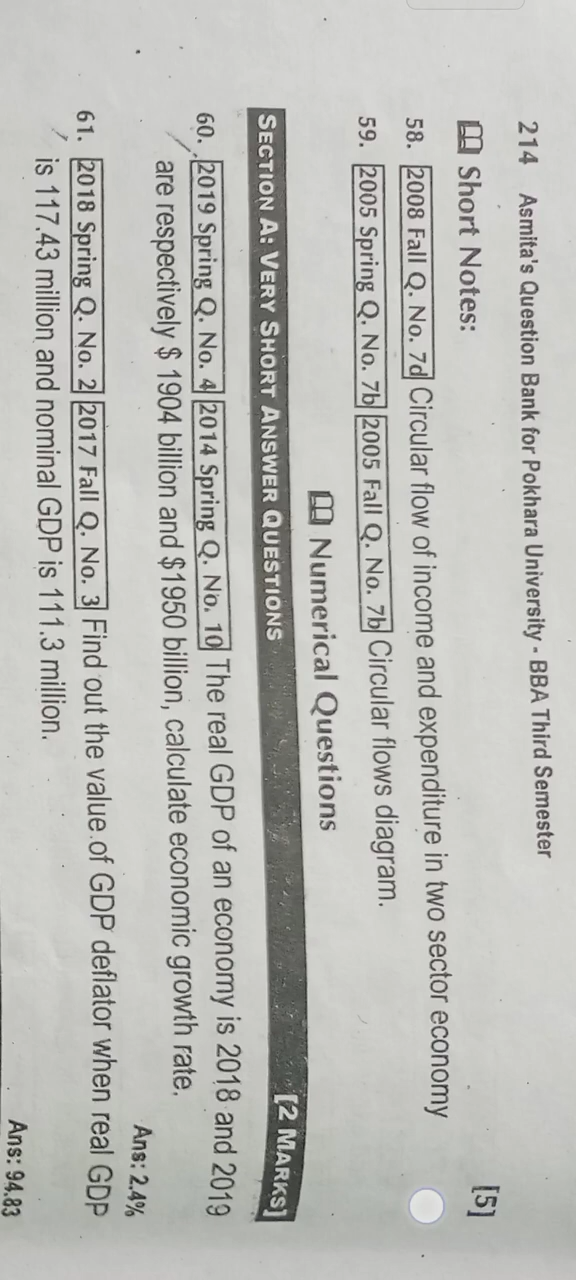 214 Asmita's Question Bank for Pokhara University - BBA Third Semester
Short Notes: [5]
58. 2008 Fall Q. No. 7d Circular flow of income and expenditure in two sector economy
59. 2005 Spring Q. No. 7b 2005 Fall Q. No. 7b Circular flows diagram.
Numerical Questions
SECTION A: VERY SHORT ANSWER QUESTIONS [2 MARKS]
60. 2019 Spring Q. No. 4 2014 Spring Q. No. 10 The real GDP of an economy is 2018 and 2019
are respectively $ 1904 billion and $1950 billion, calculate economic growth rate.
Ans: 2.4%
61. 2018 Spring Q. No. 2 2017 Fall Q. No. 3 Find out the value of GDP deflator when real GDP
is 117.43 million and nominal GDP is 111.3 million.
Ans: 94.83